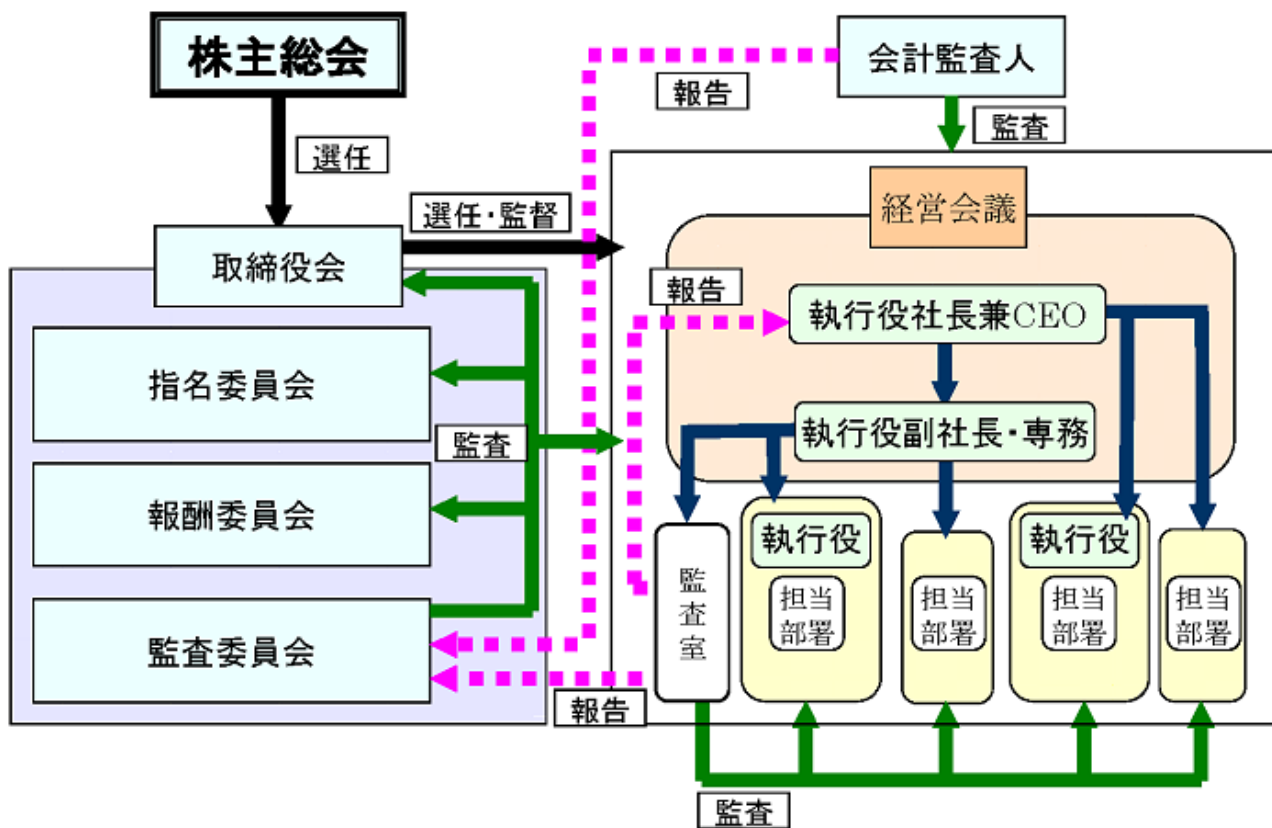 株主総会
会計監査人
報告
監査
選任
経営会議
選任・監督
取締役会
報告
執行役社長兼CEO
指名委員会
執行役副社長・専務
監査
報酬委員会
執行役
執行役
監査室
担当
部署
担当
部署
担当
部署
担当
部署
監査委員会
報告
監査